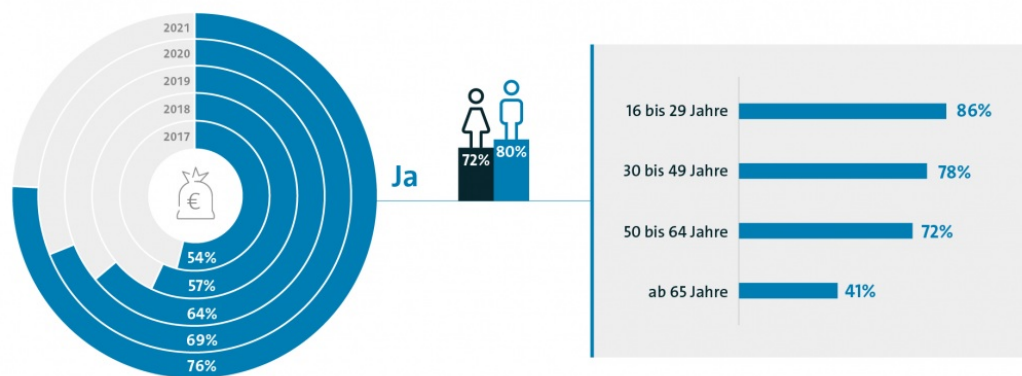 2021
2020
2019
2018
2017
€
54%
57%
64%
69%
76%
Ja
72%
80%
16 bis 29 Jahre 86%
30 bis 49 Jahre 78%
50 bis 64 Jahre 72%
ab 65 Jahre 41%